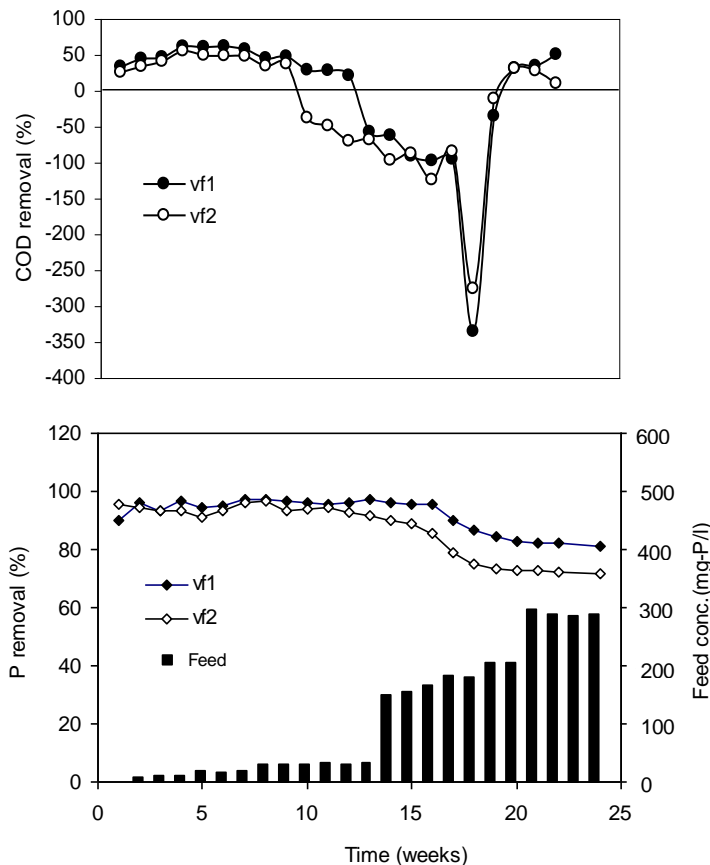 100
50
0
-50
-100
-150
-200
-250
-300
-350
-400
COD removal (%)
vf1
vf2
120
100
80
60
40
20
0
P removal (%)
600
500
400
300
200
100
0
Feed conc.(mg-P/l)
vf1
vf2
Feed
0 5 10 15 20 25
Time (weeks)